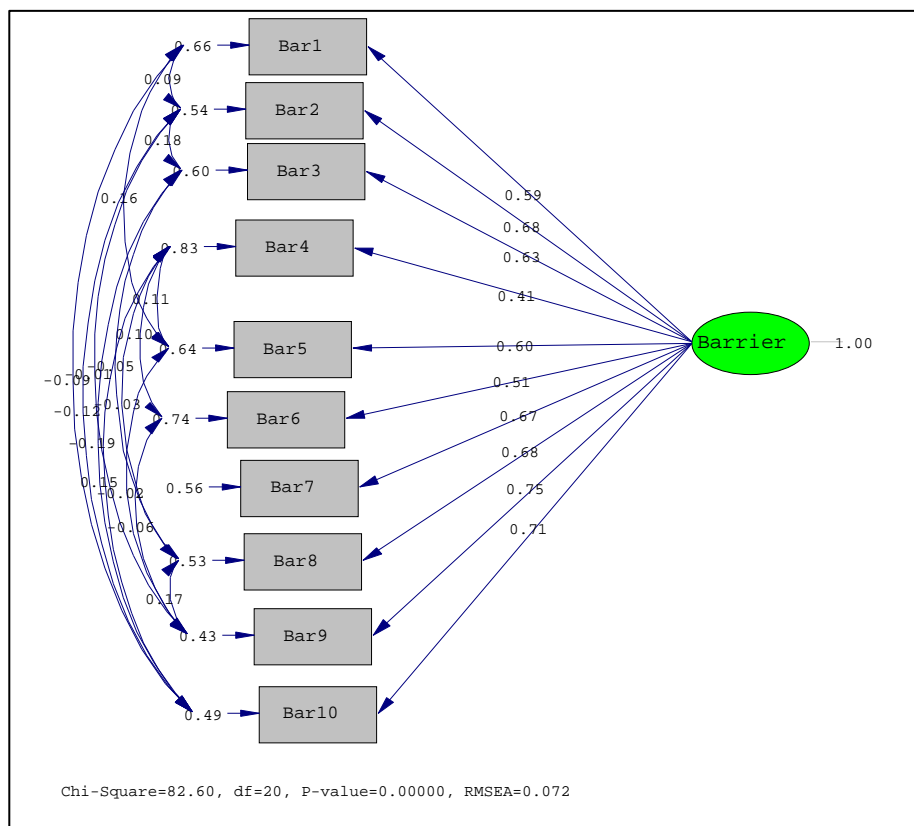 0.66 Bar1
0.09
0.54 Bar2
0.18
0.60 Bar3
0.59
0.16
0.68
0.83 Bar4
0.63
0.41
0.11
0.10
0.64 Bar5
0.60
Barrier 1.00
-0.05
-0.01
-0.09
0.51
-0.03
-0.12
0.74 Bar6
0.67
-0.19
0.68
0.15
0.56 Bar7
0.75
-0.02
-0.06
0.71
0.53 Bar8
0.17
0.43 Bar9
0.49 Bar10
Chi-Square=82.60, df=20, P-value=0.00000, RMSEA=0.072